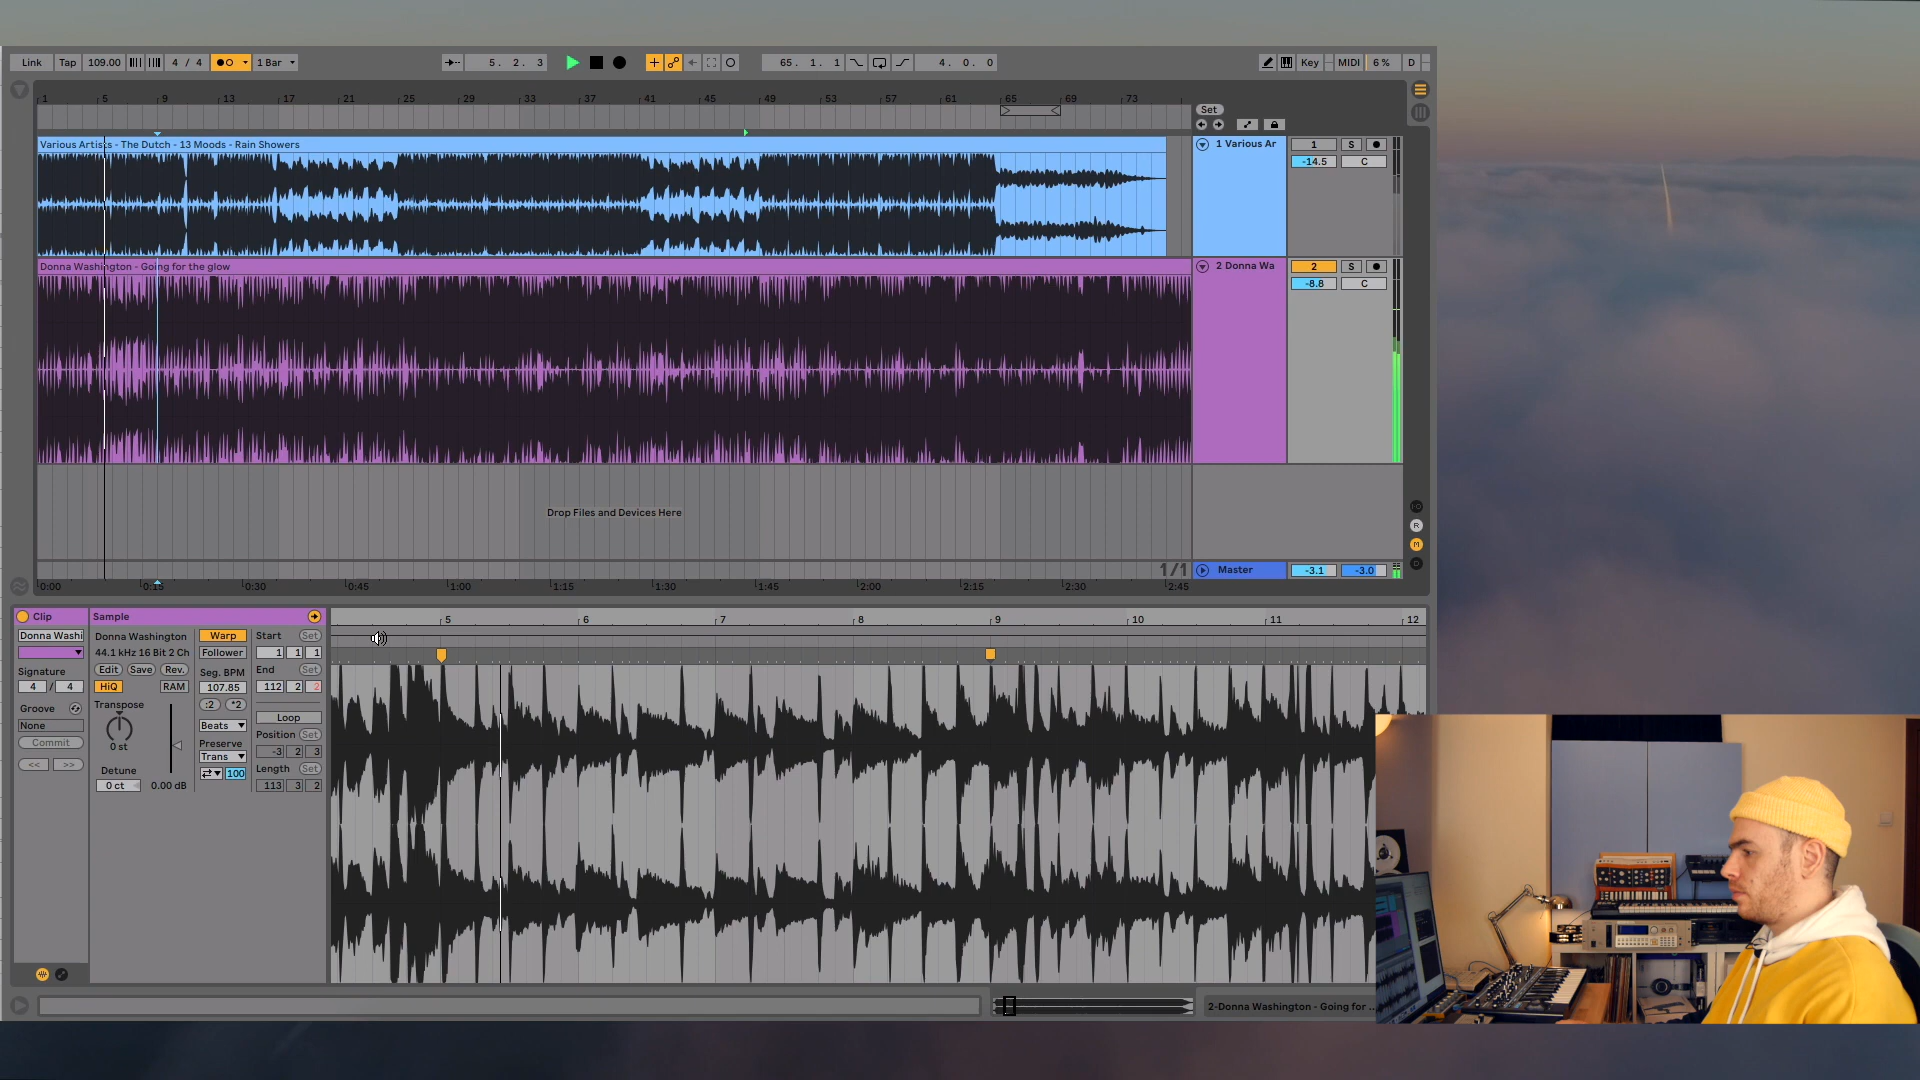 Link Tap 109.00 4 / 4 1 Bar 5. 2. 3 65. 1. 1 4. 0. 0 Key MIDI 6 % D
1 5 9 13 17 21 25 29 33 37 41 45 49 53 57 61 65 69 73
Set
Various Artists - The Dutch - 13 Moods - Rain Showers
1 Various Ar 1 S
-14.5 C
Donna Washington - Going for the glow
2 Donna Wa 2 S
-8.8 C
Drop Files and Devices Here
R
M
D
1/1 Master -3.1 -3.0
0:00 0:15 0:30 0:45 1:00 1:15 1:30 1:45 2:00 2:15 2:30 2:45
Clip Sample
5 6 7 8 9 10 11 12
Donna Washi Donna Washington Warp Start Set
44.1 kHz 16 Bit 2 Ch Follower 1 1 1
Signature Edit Save Rev. Seg. BPM End Set
4 / 4 HiQ RAM 107.85 112 2 2
Groove Transpose :2 *2
None Beats Loop
Commit 0 st Preserve Position Set
<< >> Trans -3 2 3
Detune 100 Length Set
0 ct 0.00 dB 113 3 2
2-Donna Washington - Going for ...